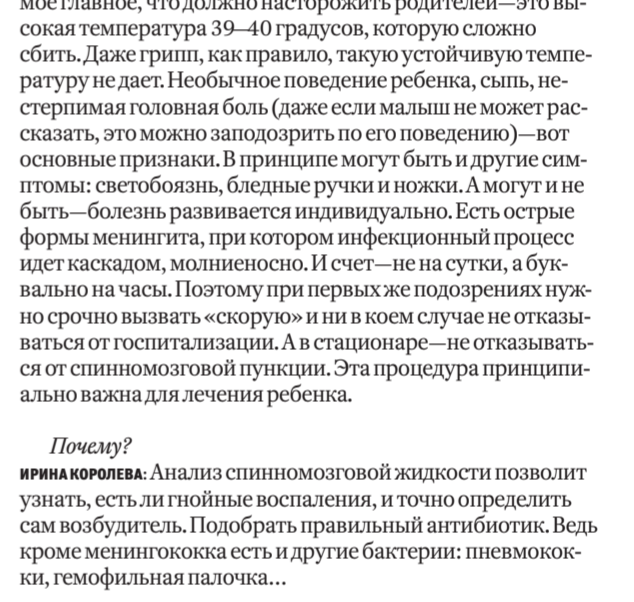 мое главное, что должно насторожить родителей—это вы-
сокая температура 39–40 градусов, которую сложно
сбить. Даже грипп, как правило, такую устойчивую темпе-
ратуру не дает. Необычное поведение ребенка, сыпь, не-
стерпимая головная боль (даже если малыш не может рас-
сказать, это можно заподозрить по его поведению)—вот
основные признаки. В принципе могут быть и другие сим-
птомы: светобоязнь, бледные ручки и ножки. А могут и не
быть—болезнь развивается индивидуально. Есть острые
формы менингита, при котором инфекционный процесс
идет каскадом, молниеносно. И счет—не на сутки, а бук-
вально на часы. Поэтому при первых же подозрениях нуж-
но срочно вызвать «скорую» и ни в коем случае не отказы-
ваться от госпитализации. А в стационаре—не отказывать-
ся от спинномозговой пункции. Эта процедура принципи-
ально важна для лечения ребенка.
Почему?
ИРИНА КОРОЛЕВА: Анализ спинномозговой жидкости позволит
узнать, есть ли гнойные воспаления, и точно определить
сам возбудитель. Подобрать правильный антибиотик. Ведь
кроме менингококка есть и другие бактерии: пневмокок-
ки, гемофильная палочка…